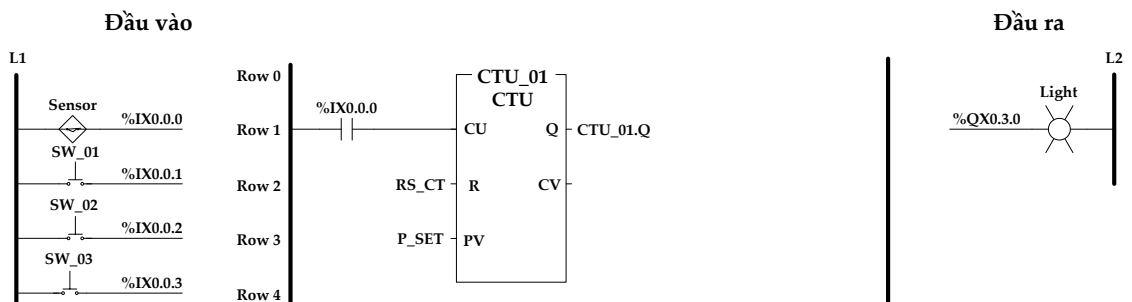 Đầu vào
Đầu ra
L1
L2
Row 0
CTU_01
CTU
Sensor
%IX0.0.0
Row 1
%IX0.0.0
CU
Q
CTU_01.Q
Light
%QX0.3.0
SW_01
%IX0.0.1
Row 2
RS_CT
R
CV
SW_02
%IX0.0.2
Row 3
P_SET
PV
SW_03
%IX0.0.3
Row 4